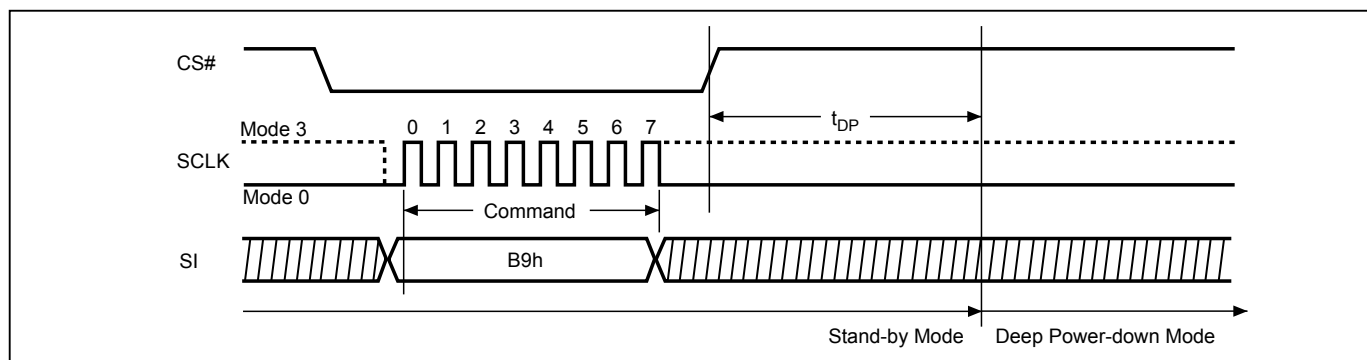 CS#
t_DP
Mode 3
0 1 2 3 4 5 6 7
SCLK
Mode 0
Command
SI
B9h
Stand-by Mode
Deep Power-down Mode